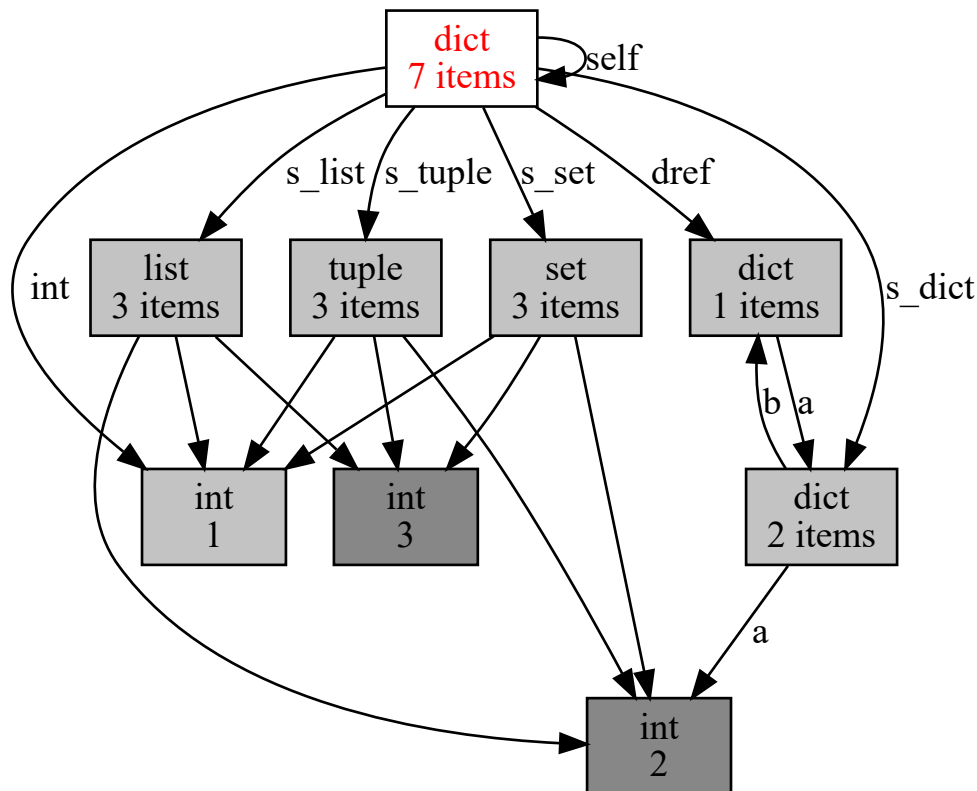 dict
7 items
self
s_list
s_tuple
s_set
dref
int
list
3 items
tuple
3 items
set
3 items
dict
1 items
s_dict
b
a
int
1
int
3
dict
2 items
a
int
2